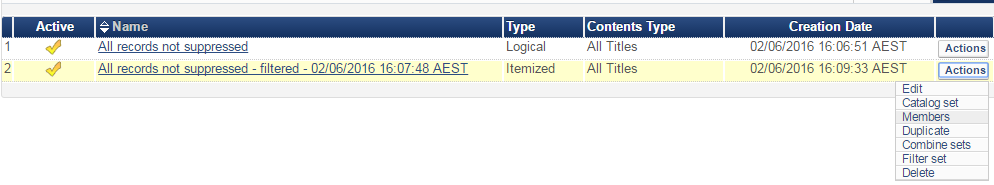 Active Name Type Contents Type Creation Date
1 All records not suppressed Logical All Titles 02/06/2016 16:06:51 AEST Actions
2 All records not suppressed - filtered - 02/06/2016 16:07:48 AEST Itemized All Titles 02/06/2016 16:09:33 AEST Actions
Edit
Catalog set
Members
Duplicate
Combine sets
Filter set
Delete